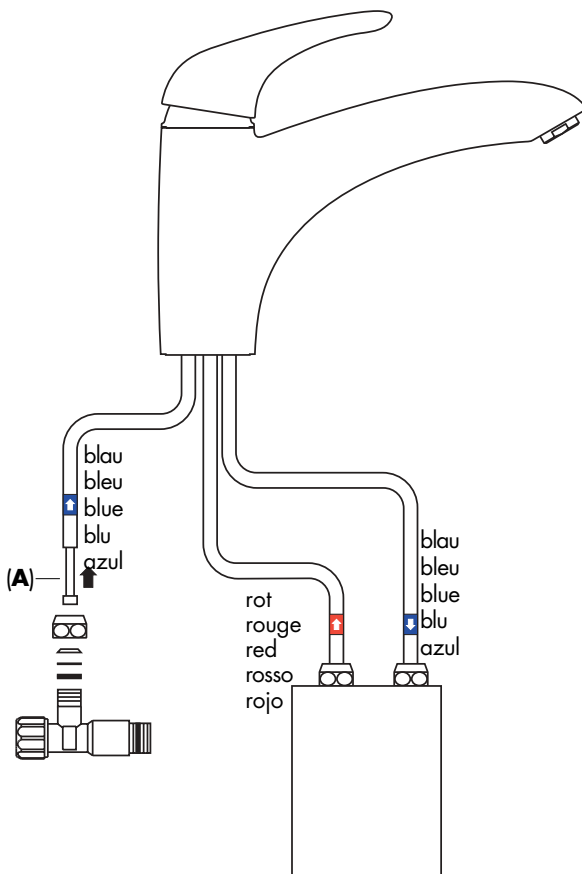 blau
bleu
blue
blu
azul
(A)
rot
rouge
red
rosso
rojo
blau
bleu
blue
blu
azul